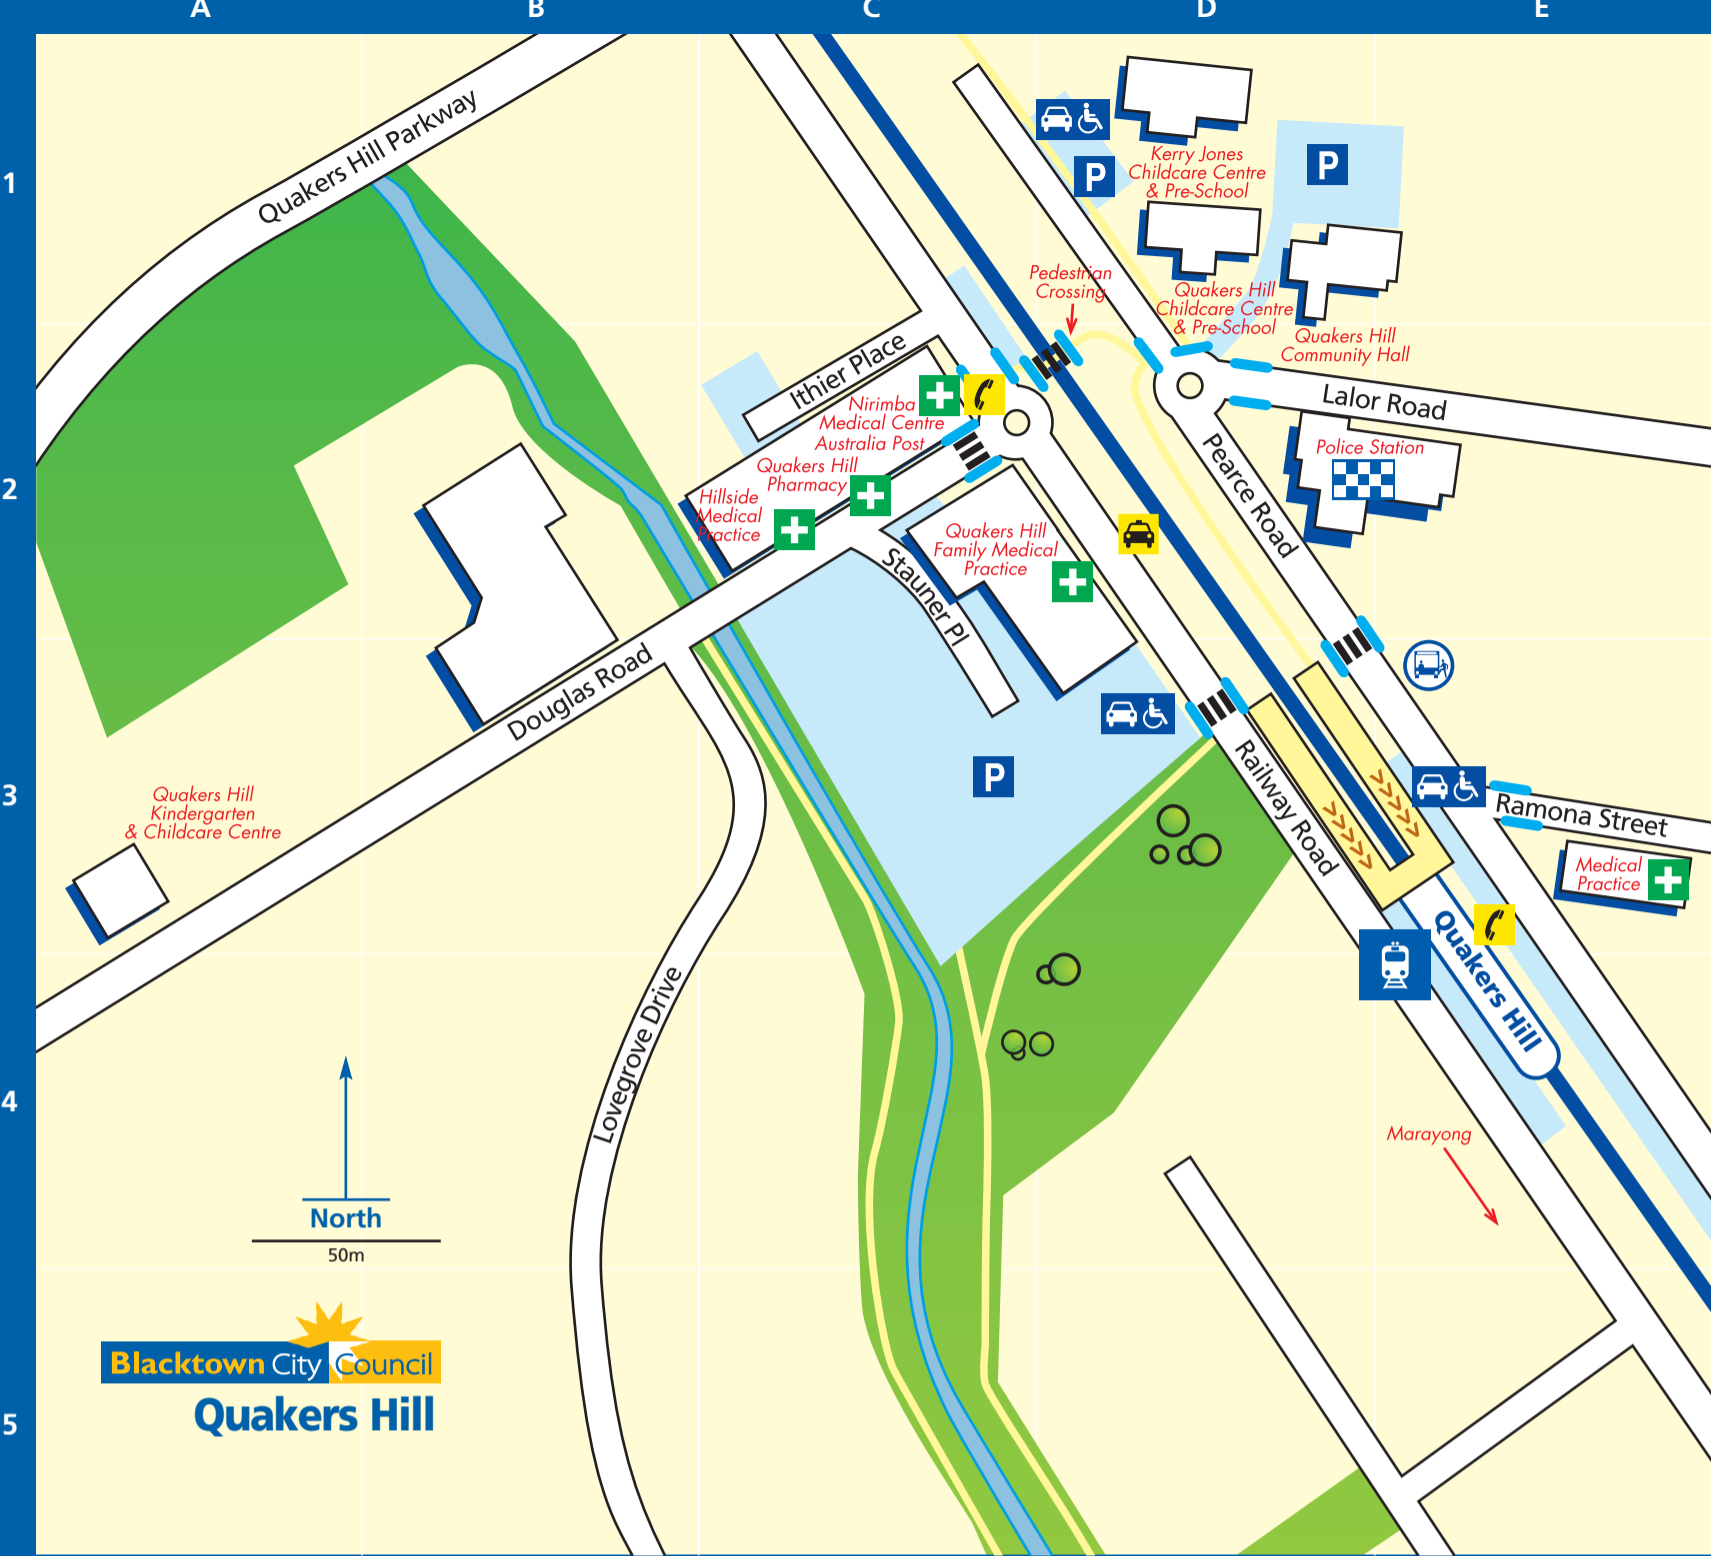 A B C D E
1
2
3
4
5
Quakers Hill Parkway
P
P
Kerry Jones
Childcare Centre
& Pre-School
Pedestrian
Crossing
Quakers Hill
Childcare Centre
& Pre-School
Quakers Hill
Community Hall
Ithier Place
Lalor Road
Nirimba
Medical Centre
Australia Post
Quakers Hill
Pharmacy
Hillside
Medical
Practice
Police Station
Pearce Road
Quakers Hill
Family Medical
Practice
Stauner Pl
Douglas Road
P
Railway Road
Ramona Street
Quakers Hill
Kindergarten
& Childcare Centre
Medical
Practice
Quakers Hill
Lovegrove Drive
Marayong
North
50m
Blacktown City Council
Quakers Hill